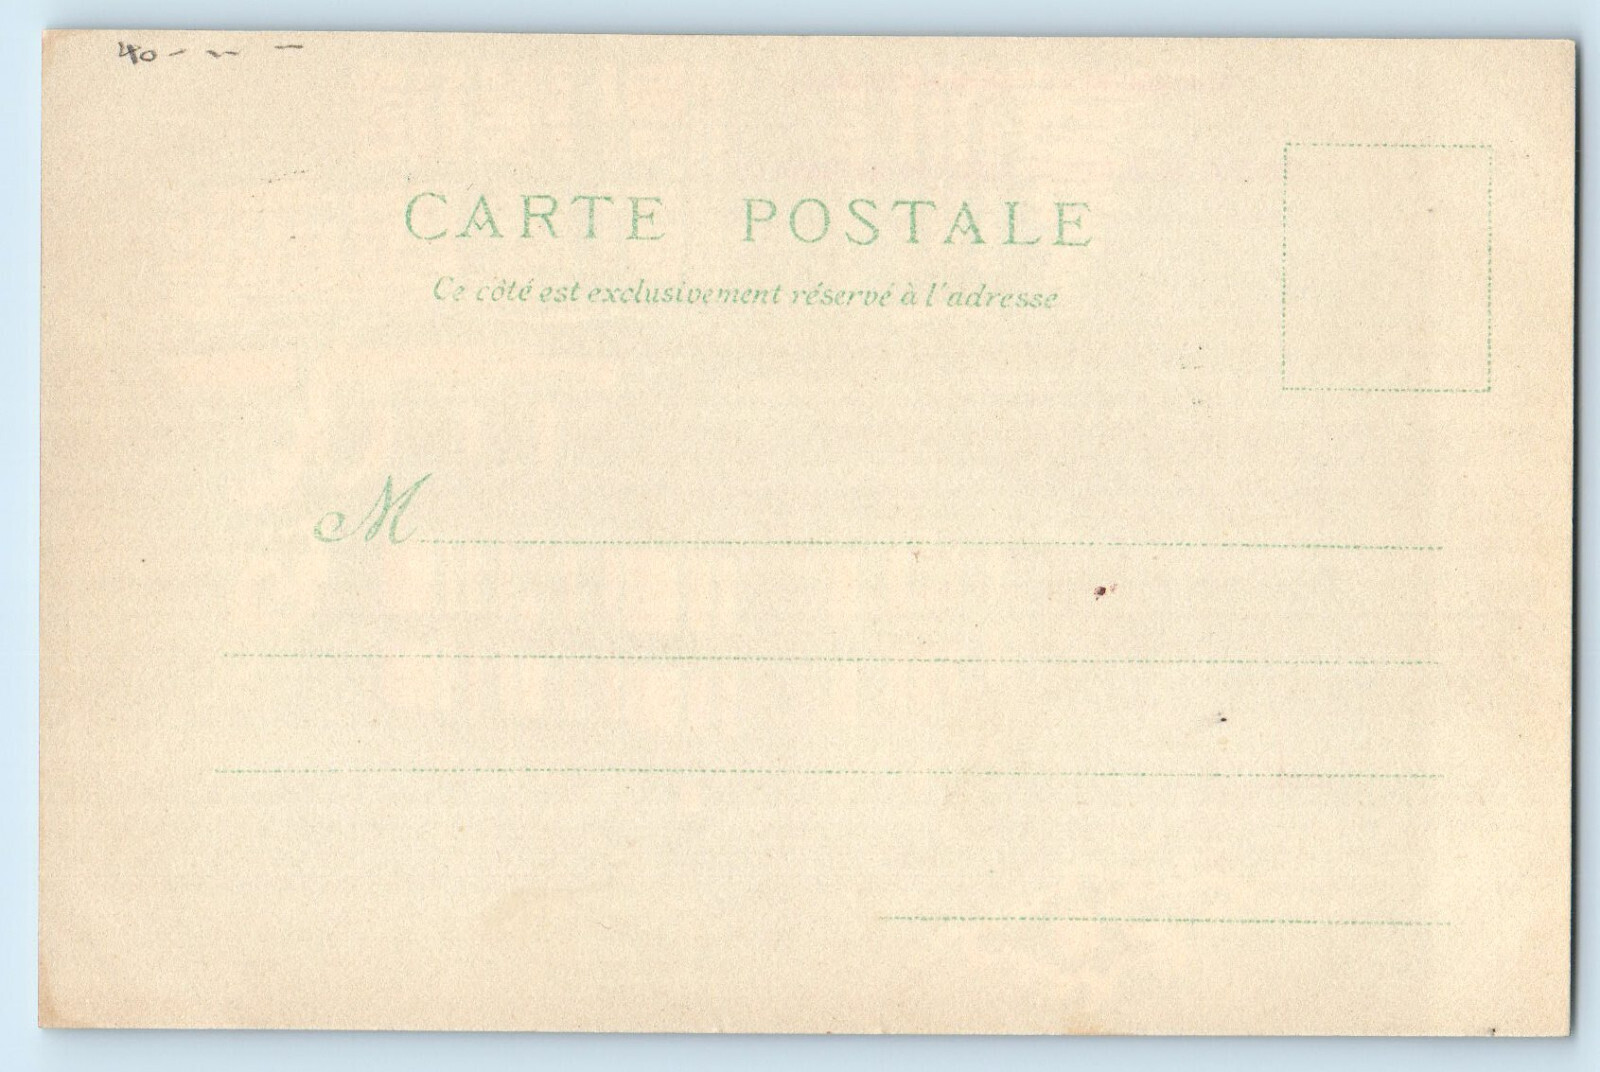 40 - ~ -
CARTE POSTALE
Ce côté est exclusivement réservé à l'adresse
M